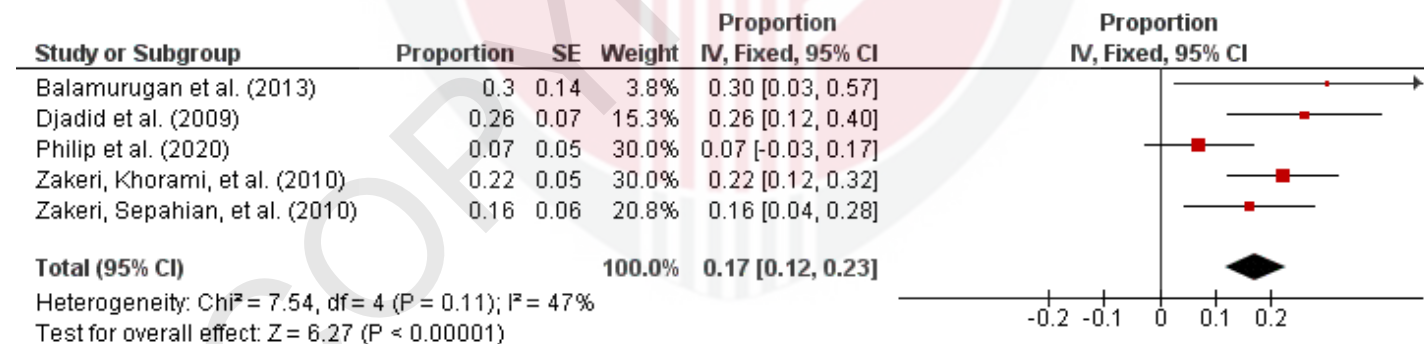 Proportion Proportion
Study or Subgroup Proportion SE Weight IV, Fixed, 95% CI IV, Fixed, 95% CI
Balamurugan et al. (2013) 0.3 0.14 3.8% 0.30 [0.03, 0.57]
Djadid et al. (2009) 0.26 0.07 15.3% 0.26 [0.12, 0.40]
Philip et al. (2020) 0.07 0.05 30.0% 0.07 [-0.03, 0.17]
Zakeri, Khorami, et al. (2010) 0.22 0.05 30.0% 0.22 [0.12, 0.32]
Zakeri, Sepahian, et al. (2010) 0.16 0.06 20.8% 0.16 [0.04, 0.28]
Total (95% CI) 100.0% 0.17 [0.12, 0.23]
Heterogeneity: Chi² = 7.54, df = 4 (P = 0.11); I² = 47%
Test for overall effect: Z = 6.27 (P < 0.00001)
-0.2 -0.1 0 0.1 0.2
COPY